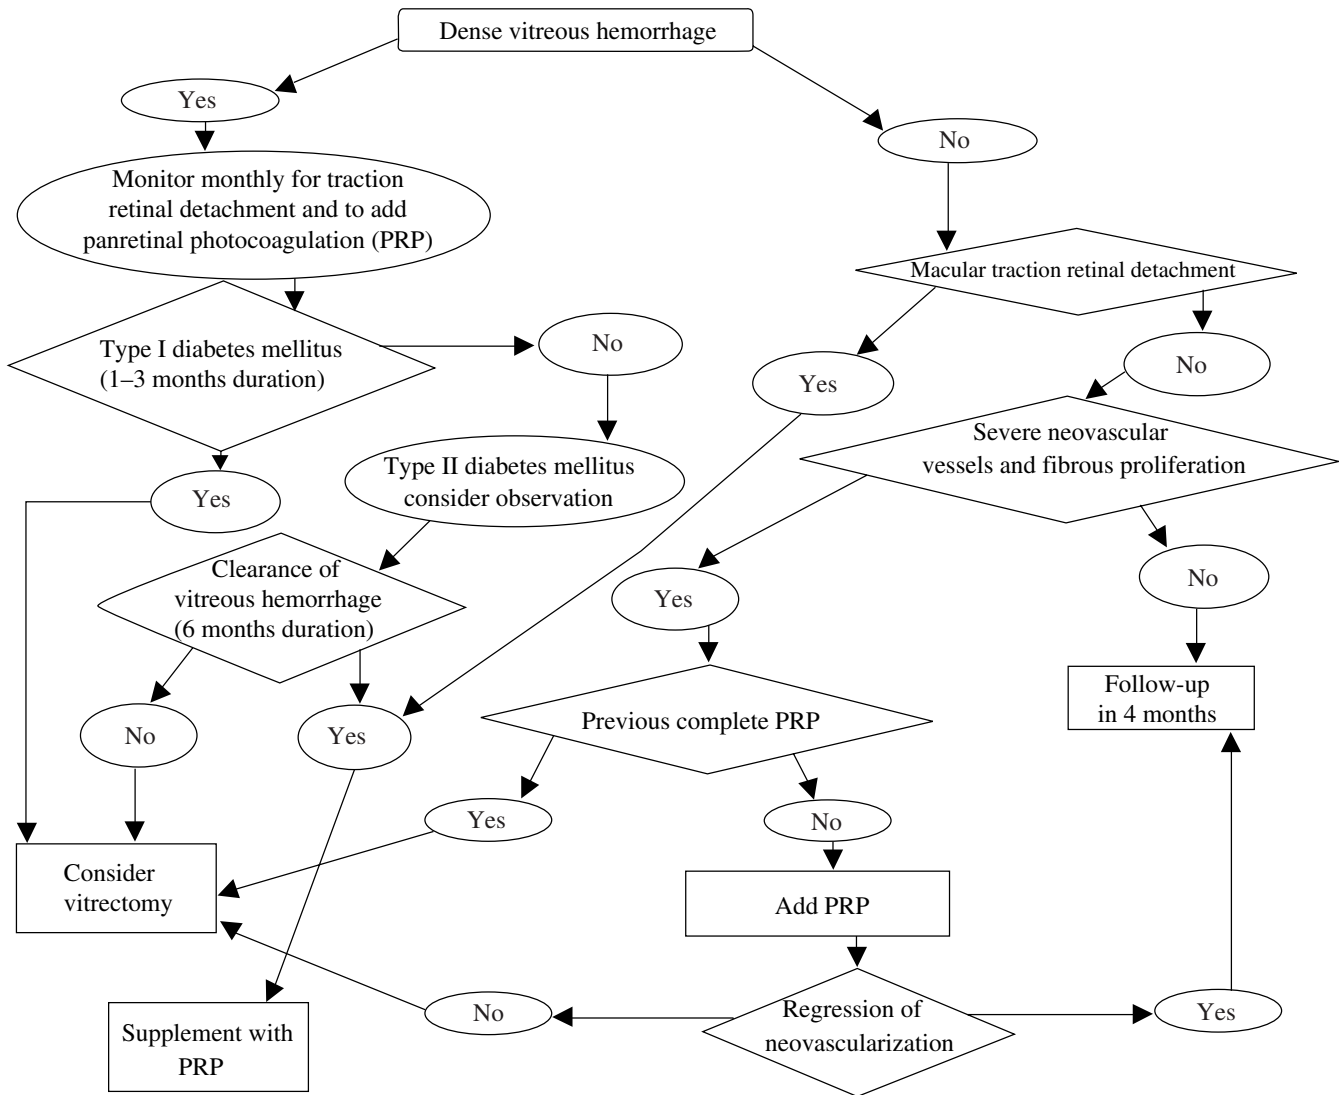 Dense vitreous hemorrhage
Yes
No
Monitor monthly for traction
retinal detachment and to add
panretinal photocoagulation (PRP)
Macular traction retinal detachment
Type I diabetes mellitus
(1–3 months duration)
No
Yes
No
Severe neovascular
vessels and fibrous proliferation
Type II diabetes mellitus
consider observation
Yes
Clearance of
vitreous hemorrhage
(6 months duration)
Yes
No
Follow-up
in 4 months
Previous complete PRP
No
Yes
Yes
No
Consider
vitrectomy
Add PRP
Regression of
neovascularization
No
Yes
Supplement with
PRP